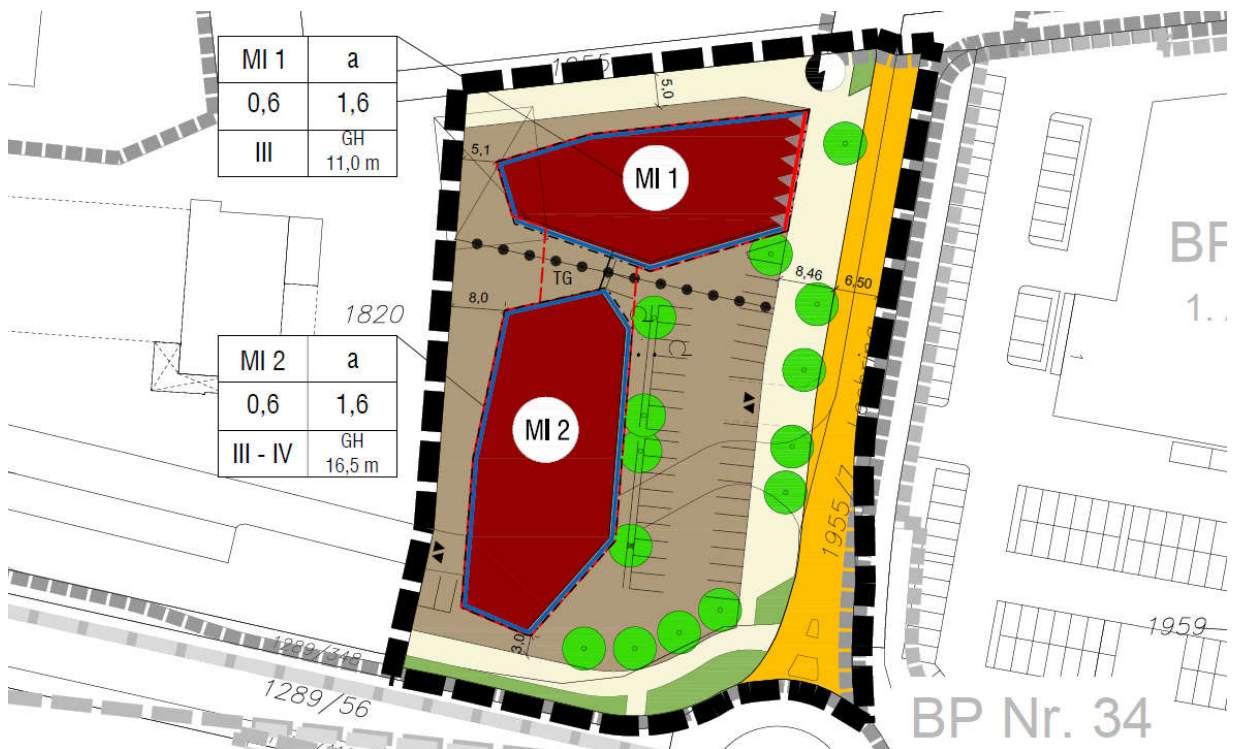 1955
MI 1 a
0,6 1,6
III GH
11,0 m
5,0
5,1
MI 1
BP
1.
TG
8,46
6,50
8,0
1820
MI 2 a
0,6 1,6
III - IV GH
16,5 m
MI 2
1955/7
3,0
1959
1289/348
1289/56
BP Nr. 34